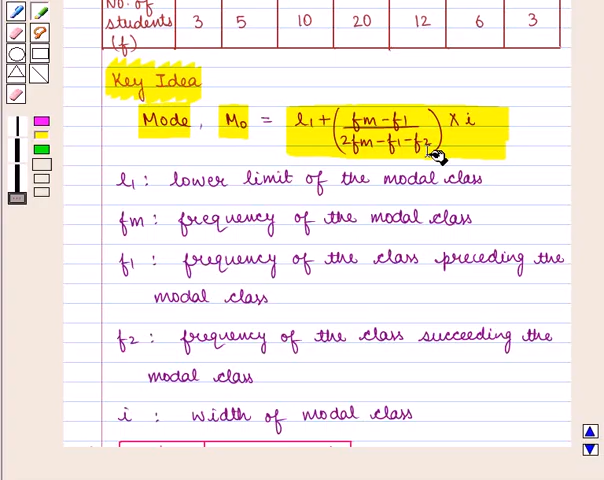 No. of students (f) 3 5 10 20 12 6 3
Key Idea
Mode, M₀ = l₁ + ( (fm - f₁) / (2fm - f₁ - f₂) ) × i
l₁ : lower limit of the modal class
fm : frequency of the modal class
f₁ : frequency of the class preceding the
modal class
f₂ : frequency of the class succeeding the
modal class
i : width of modal class